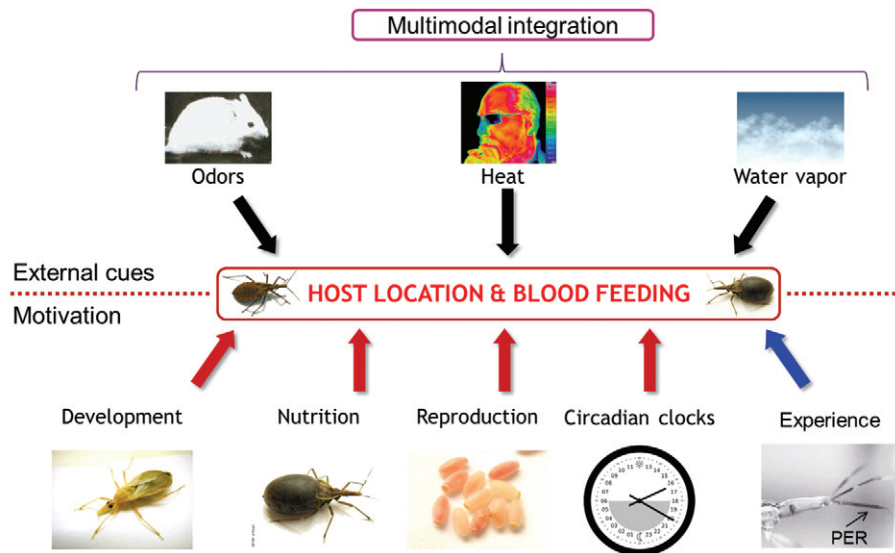 Multimodal integration
Odors
Heat
Water vapor
External cues
HOST LOCATION & BLOOD FEEDING
Motivation
Development
Nutrition
Reproduction
Circadian clocks
Experience
PER